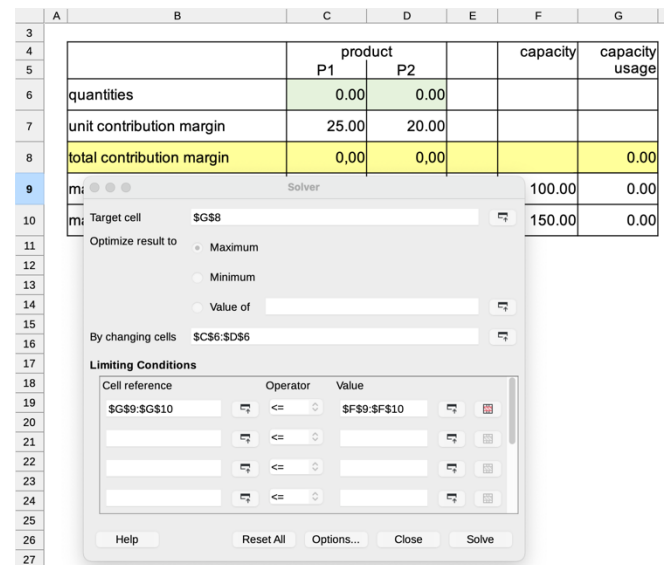 A B C D E F G
3
4 product capacity capacity
5 P1 P2 usage
6 quantities 0.00 0.00
7 unit contribution margin 25.00 20.00
8 total contribution margin 0,00 0,00 0.00
9 ma 100.00 0.00
Solver
10 ma 150.00 0.00
Target cell $G$8
11 Optimize result to Maximum
12
13 Minimum
14 Value of
15
16 By changing cells $C$6:$D$6
17 Limiting Conditions
18 Cell reference Operator Value
19 $G$9:$G$10 <= $F$9:$F$10
20
21 <=
22 <=
23
24 <=
25
26 Help Reset All Options... Close Solve
27